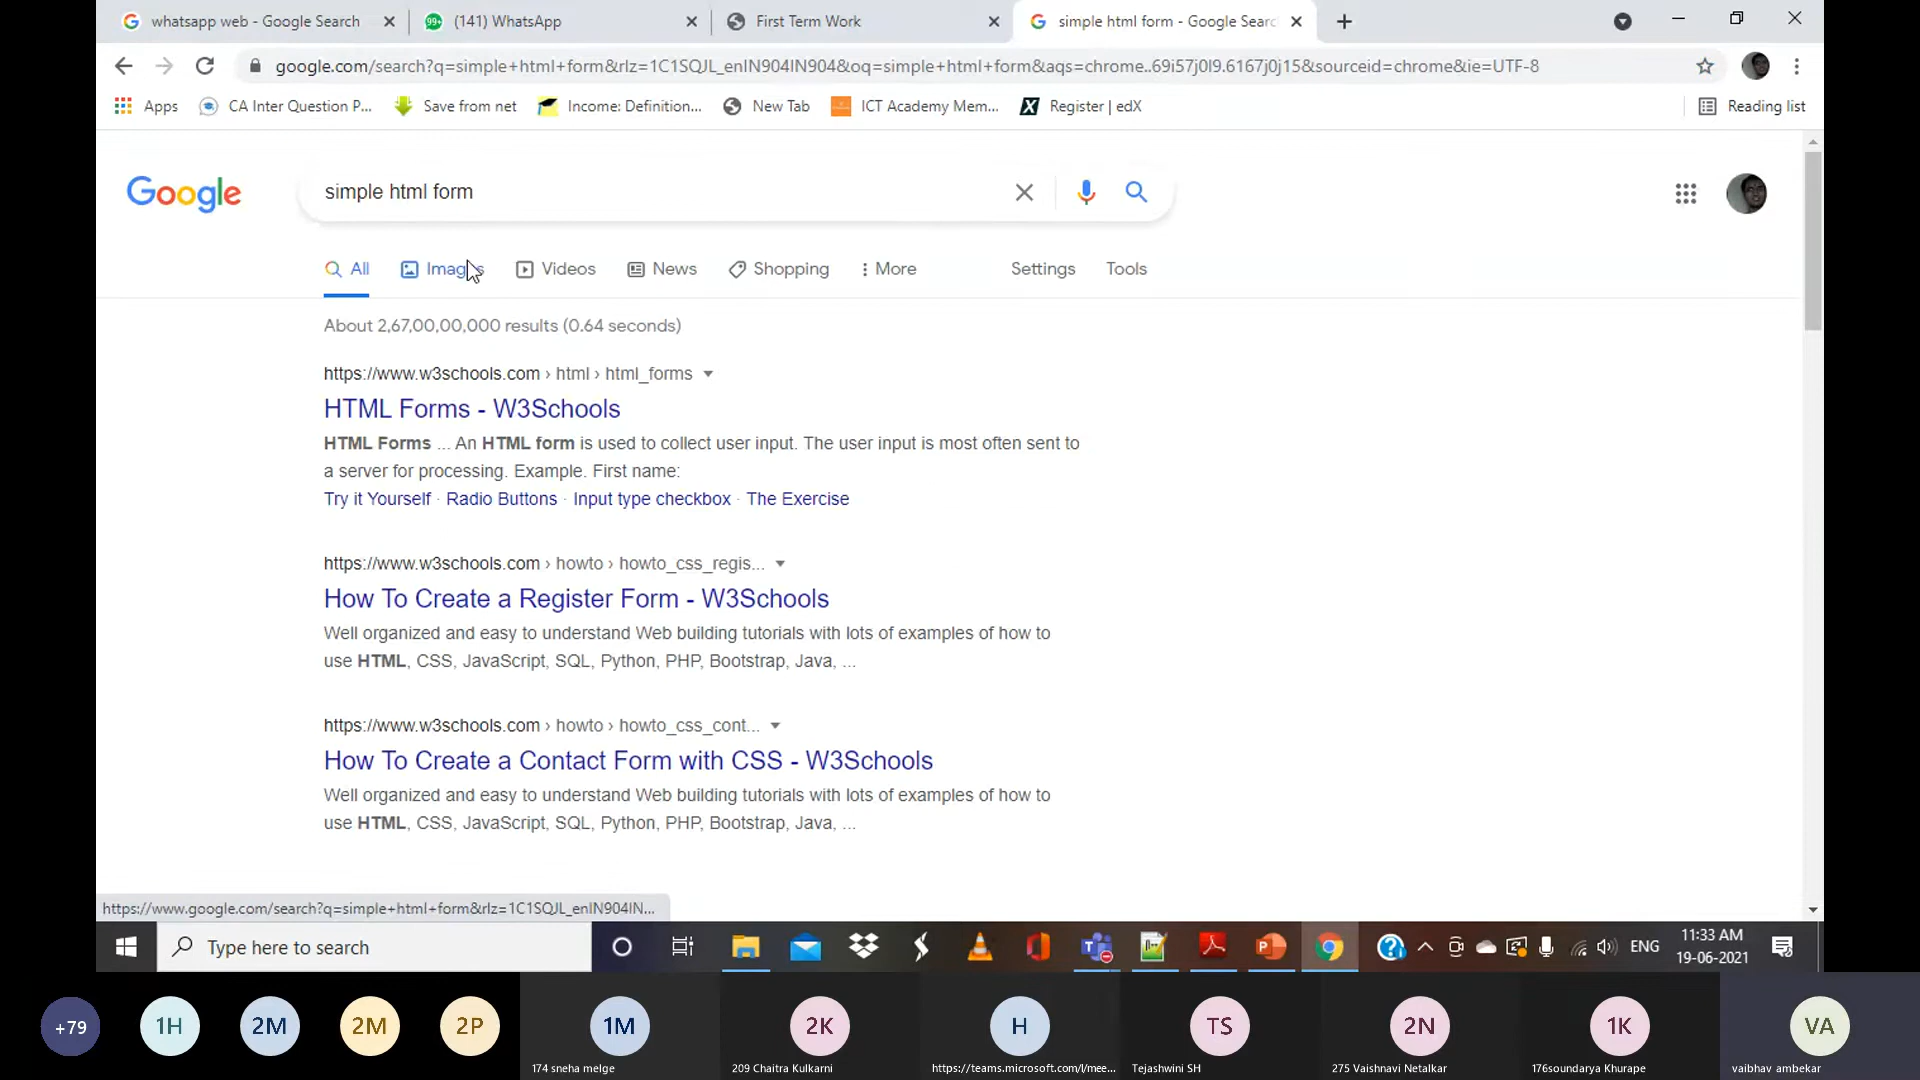 whatsapp web - Google Search
99+ (141) WhatsApp
First Term Work
simple html form - Google Searc
google.com/search?q=simple+html+form&rlz=1C1SQJL_enIN904IN904&oq=simple+html+form&aqs=chrome..69i57j0l9.6167j0j15&sourceid=chrome&ie=UTF-8
Apps CA Inter Question P... Save from net Income: Definition... New Tab ICT Academy Mem... X Register | edX Reading list
Google simple html form
All Images Videos News Shopping More Settings Tools
About 2,67,00,00,000 results (0.64 seconds)
https://www.w3schools.com › html › html_forms
HTML Forms - W3Schools
HTML Forms ... An HTML form is used to collect user input. The user input is most often sent to
a server for processing. Example. First name:
Try it Yourself · Radio Buttons · Input type checkbox · The Exercise
https://www.w3schools.com › howto › howto_css_regis...
How To Create a Register Form - W3Schools
Well organized and easy to understand Web building tutorials with lots of examples of how to
use HTML, CSS, JavaScript, SQL, Python, PHP, Bootstrap, Java, ...
https://www.w3schools.com › howto › howto_css_cont...
How To Create a Contact Form with CSS - W3Schools
Well organized and easy to understand Web building tutorials with lots of examples of how to
use HTML, CSS, JavaScript, SQL, Python, PHP, Bootstrap, Java, ...
https://www.google.com/search?q=simple+html+form&rlz=1C1SQJL_enIN904IN...
Type here to search
ENG
11:33 AM
19-06-2021
+79 1H 2M 2M 2P 1M 2K H TS 2N 1K VA
174 sneha melge
209 Chaitra Kulkarni
https://teams.microsoft.com/l/mee...
Tejashwini SH
275 Vaishnavi Netalkar
176soundarya Khurape
vaibhav ambekar